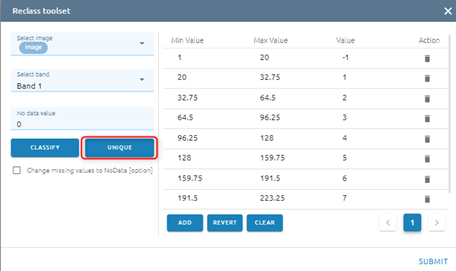 Reclass toolset
Select image
image
Select band
Band 1
No data value
0
CLASSIFY UNIQUE
Change missing values to NoData [option]
Min Value Max Value Value Action
1 20 -1
20 32.75 1
32.75 64.5 2
64.5 96.25 3
96.25 128 4
128 159.75 5
159.75 191.5 6
191.5 223.25 7
ADD REVERT CLEAR 1
SUBMIT